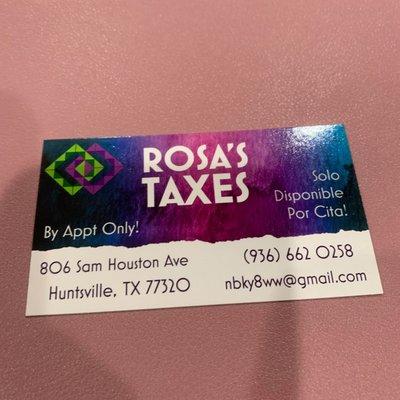 ROSA'S
TAXES
By Appt Only!
Solo
Disponible
Por Cita!
806 Sam Houston Ave
Huntsville, TX 77320
(936) 662 0258
nbky8ww@gmail.com